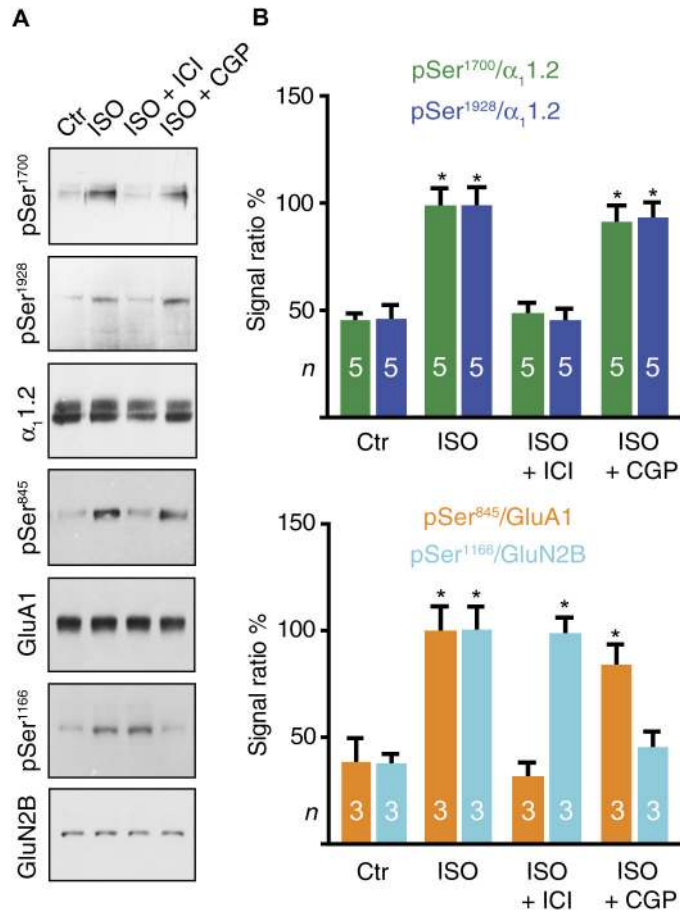 A
Ctr
ISO
ISO + ICI
ISO + CGP
pSer¹⁷⁰⁰
pSer¹⁹²⁸
α₁1.2
pSer⁸⁴⁵
GluA1
pSer¹¹⁶⁶
GluN2B
B
pSer¹⁷⁰⁰/α₁1.2
pSer¹⁹²⁸/α₁1.2
Signal ratio %
150
100
50
* * * *
n 5 5 5 5 5 5 5 5
Ctr ISO ISO ISO
+ ICI + CGP
pSer⁸⁴⁵/GluA1
pSer¹¹⁶⁶/GluN2B
Signal ratio %
150
100
50
* * * *
n 3 3 3 3 3 3 3 3
Ctr ISO ISO ISO
+ ICI + CGP